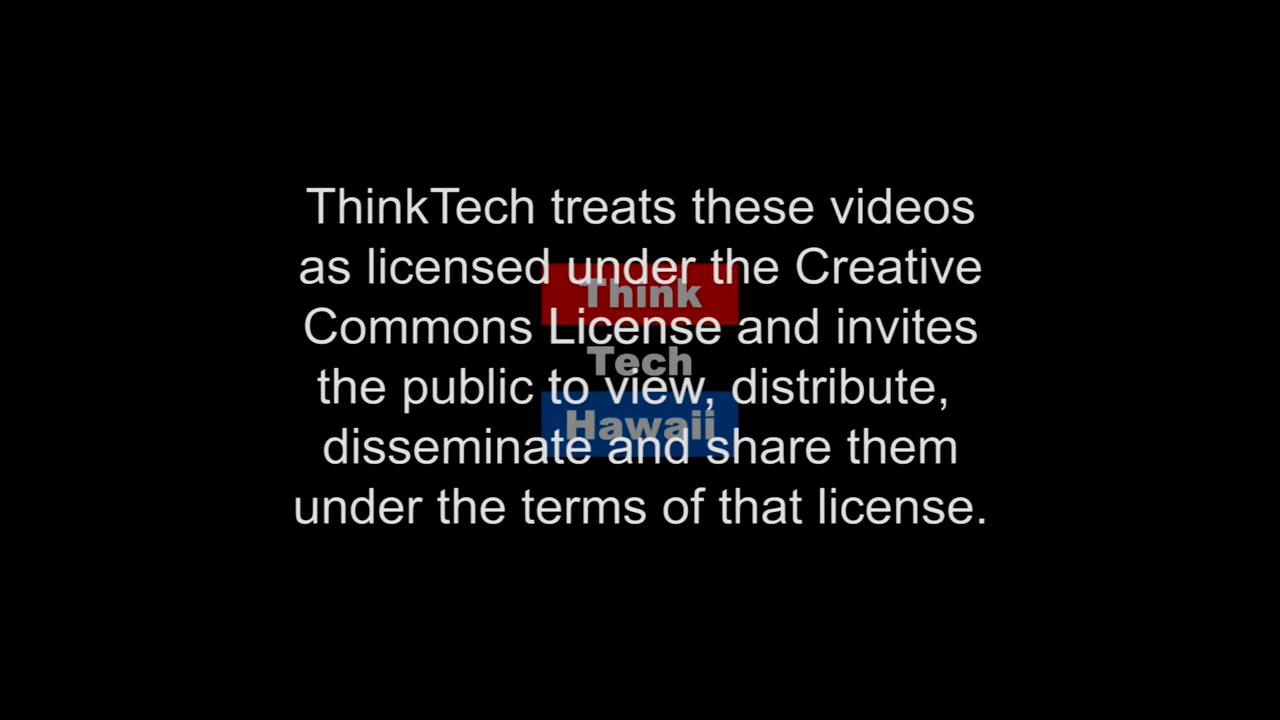 ThinkTech treats these videos
as licensed under the Creative
Think
Commons License and invites
Tech
the public to view, distribute,
Hawaii
disseminate and share them
under the terms of that license.